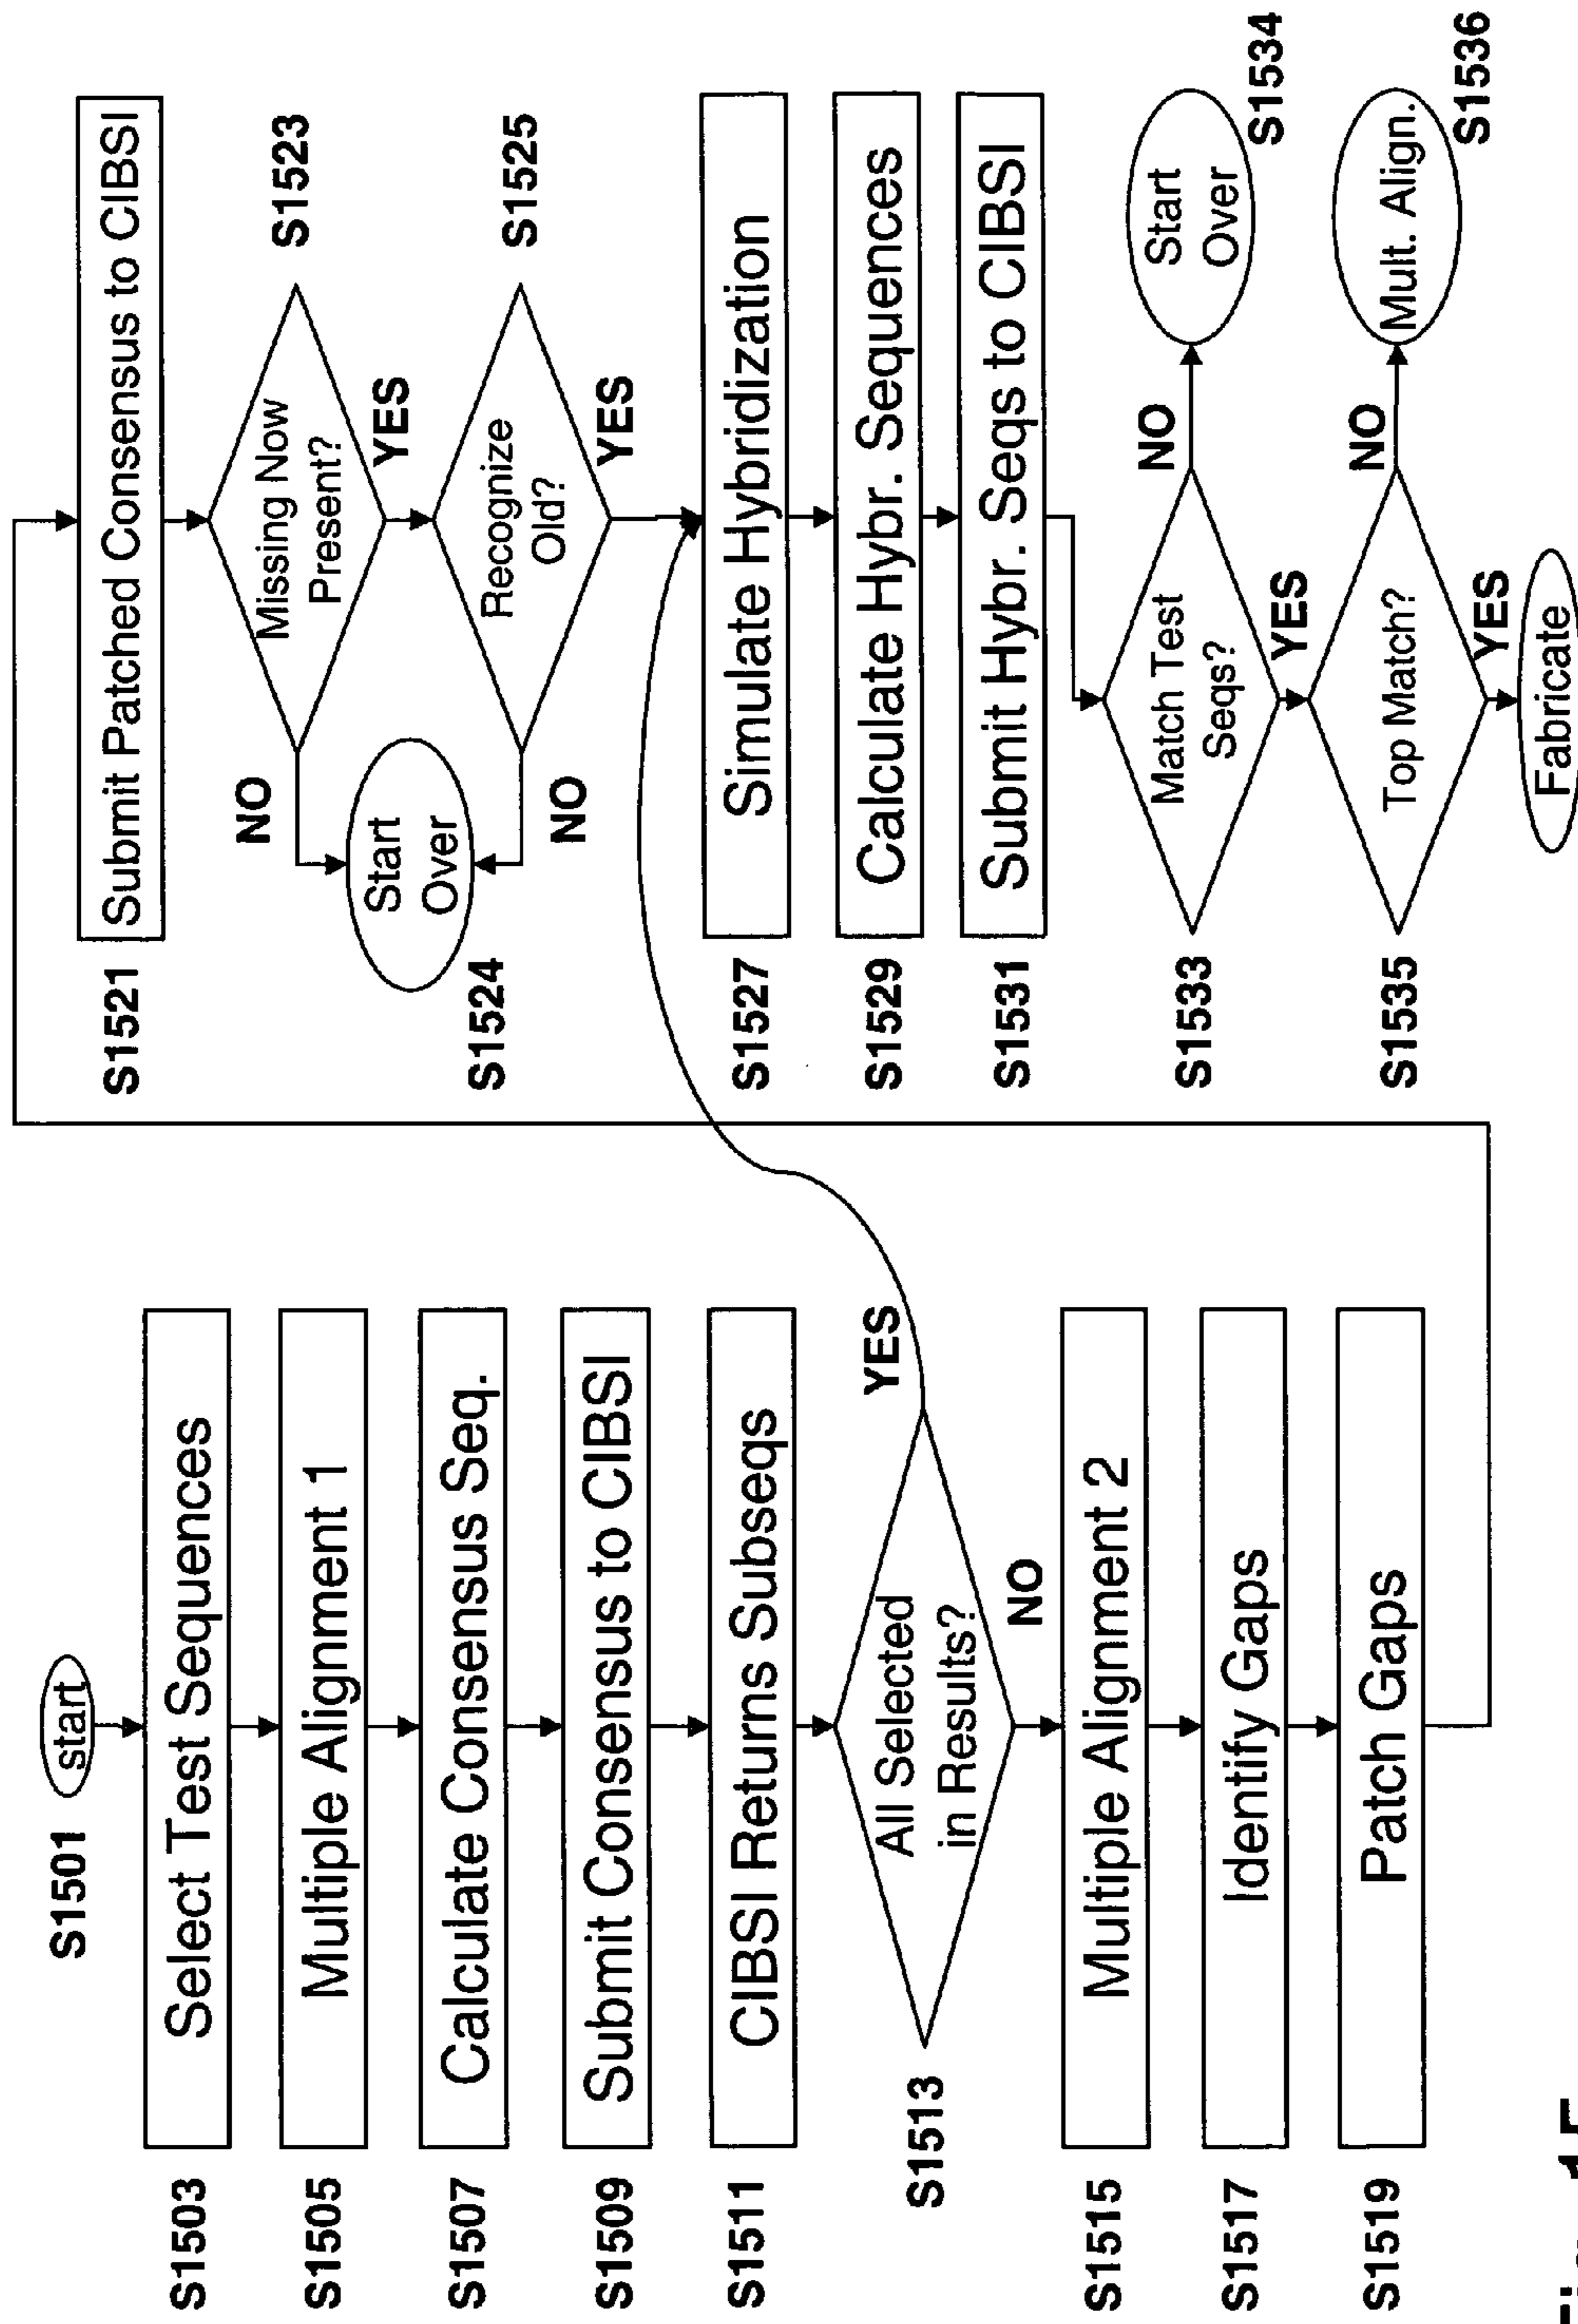 S1501
start
S1503
Select Test Sequences
S1505
Multiple Alignment 1
S1507
Calculate Consensus Seq.
S1509
Submit Consensus to CIBSI
S1511
CIBSI Returns Subseqs
S1513
All Selected
in Results?
YES
NO
S1515
Multiple Alignment 2
S1517
Identify Gaps
S1519
Patch Gaps
S1521
Submit Patched Consensus to CIBSI
Missing Now
Present?
S1523
NO
YES
Start
Over
S1524
Recognize
Old?
S1525
NO
YES
S1527
Simulate Hybridization
S1529
Calculate Hybr. Sequences
S1531
Submit Hybr. Seqs to CIBSI
S1533
Match Test
Seqs?
NO
Start
Over
S1534
YES
S1535
Top Match?
NO
Mult. Align.
S1536
YES
Fabricate